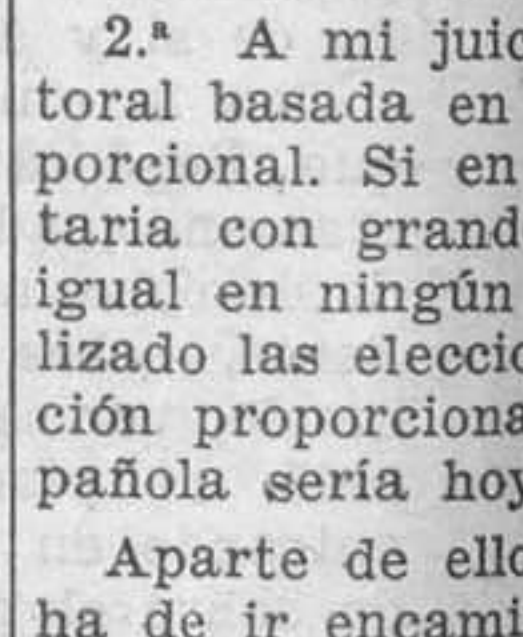 2.ª A mi juic
toral basada en
porcional. Si en
taria con grand
igual en ningún
lizado las eleccio
ción proporciona
pañola sería hoy
Aparte de ello
ha de ir encami